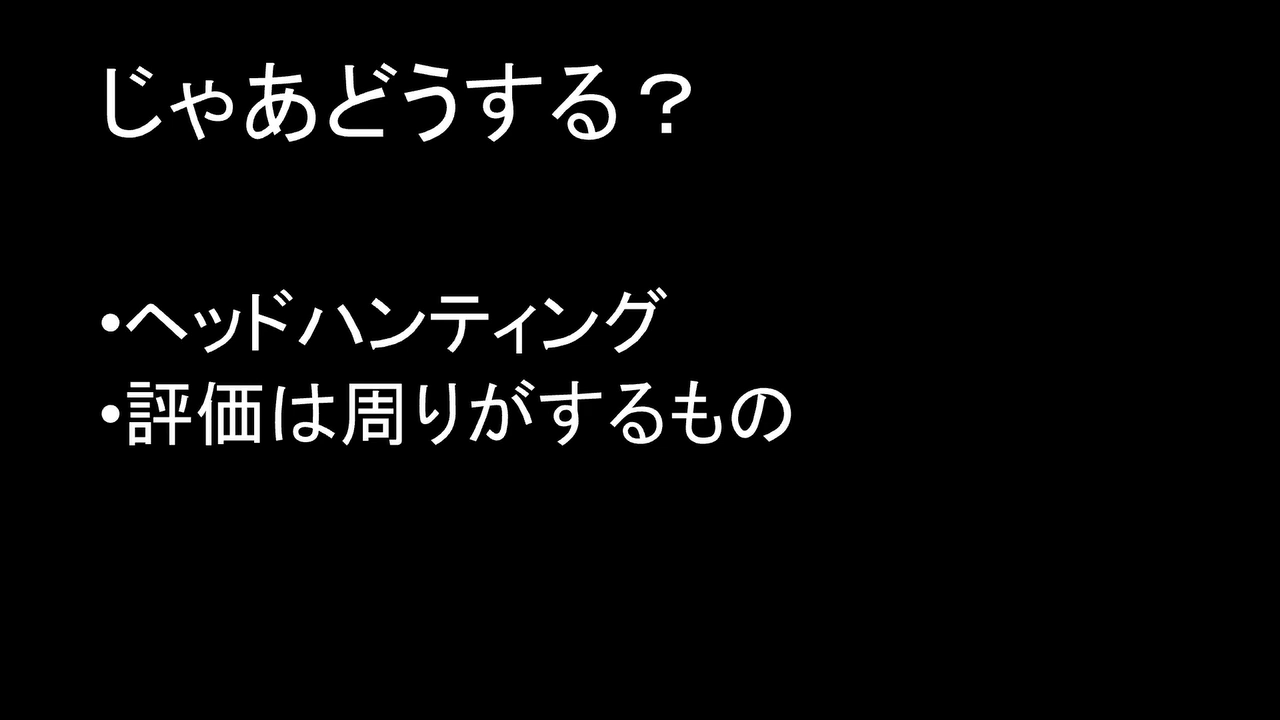 じゃあどうする？
•ヘッドハンティング
•評価は周りがするもの